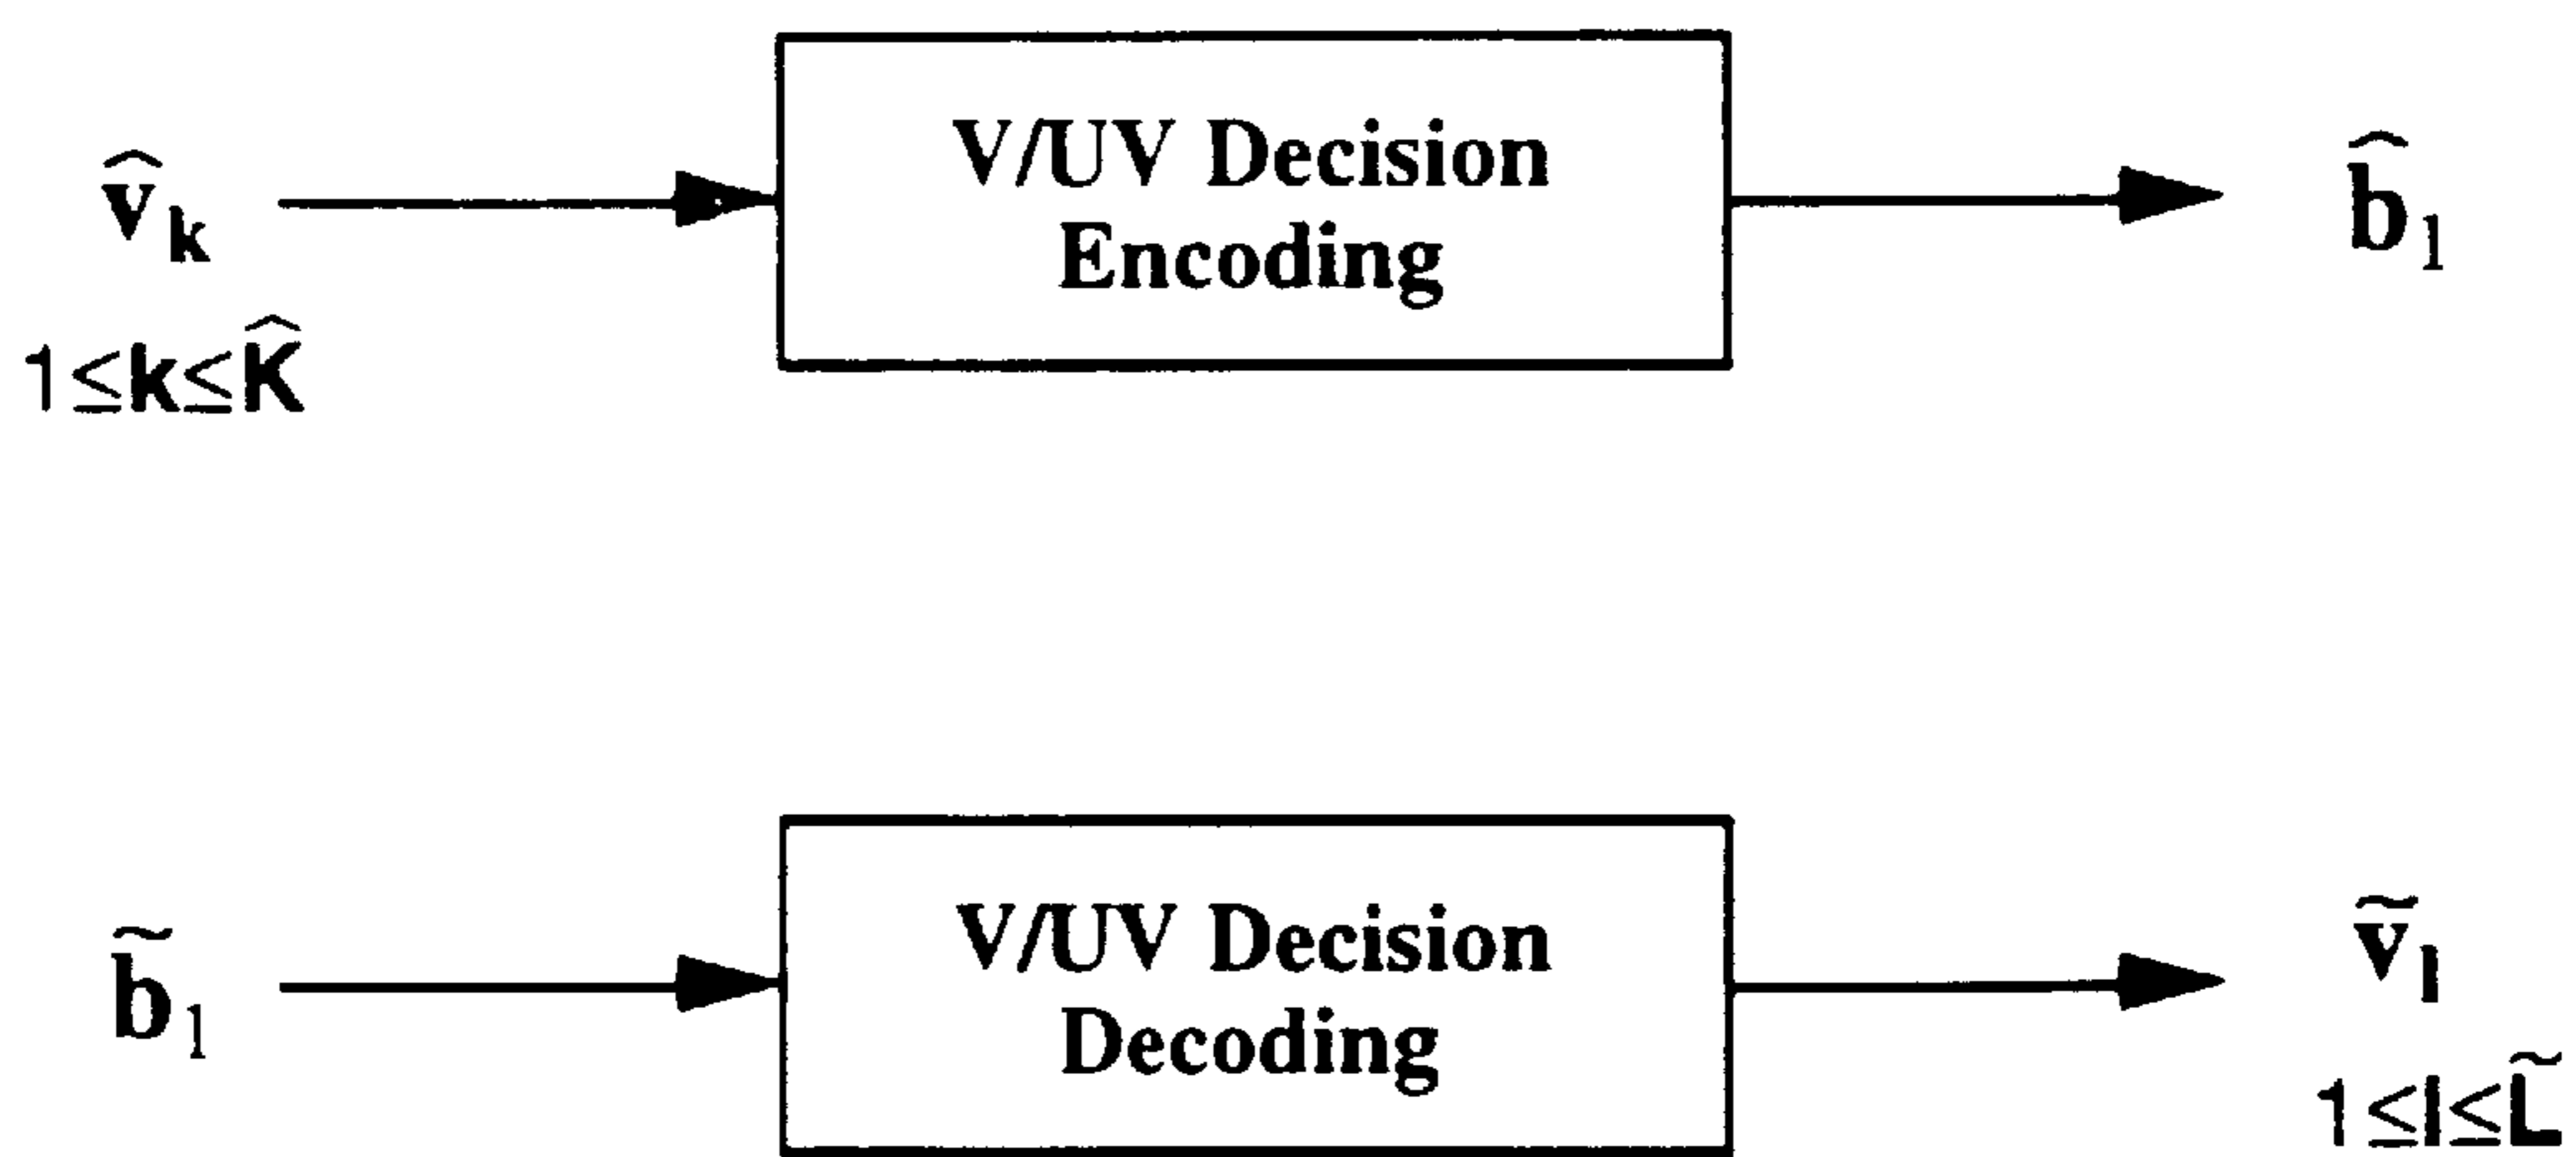 v̂ₖ
1≤k≤K̂
V/UV Decision
Encoding
b̂₁
b̃₁
V/UV Decision
Decoding
ṽₗ
1≤l≤L̃